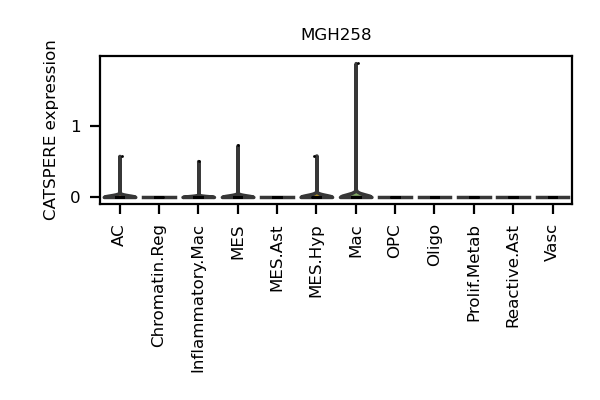 MGH258
CATSPERE expression
1
0
AC
Chromatin.Reg
Inflammatory.Mac
MES
MES.Ast
MES.Hyp
Mac
OPC
Oligo
Prolif.Metab
Reactive.Ast
Vasc